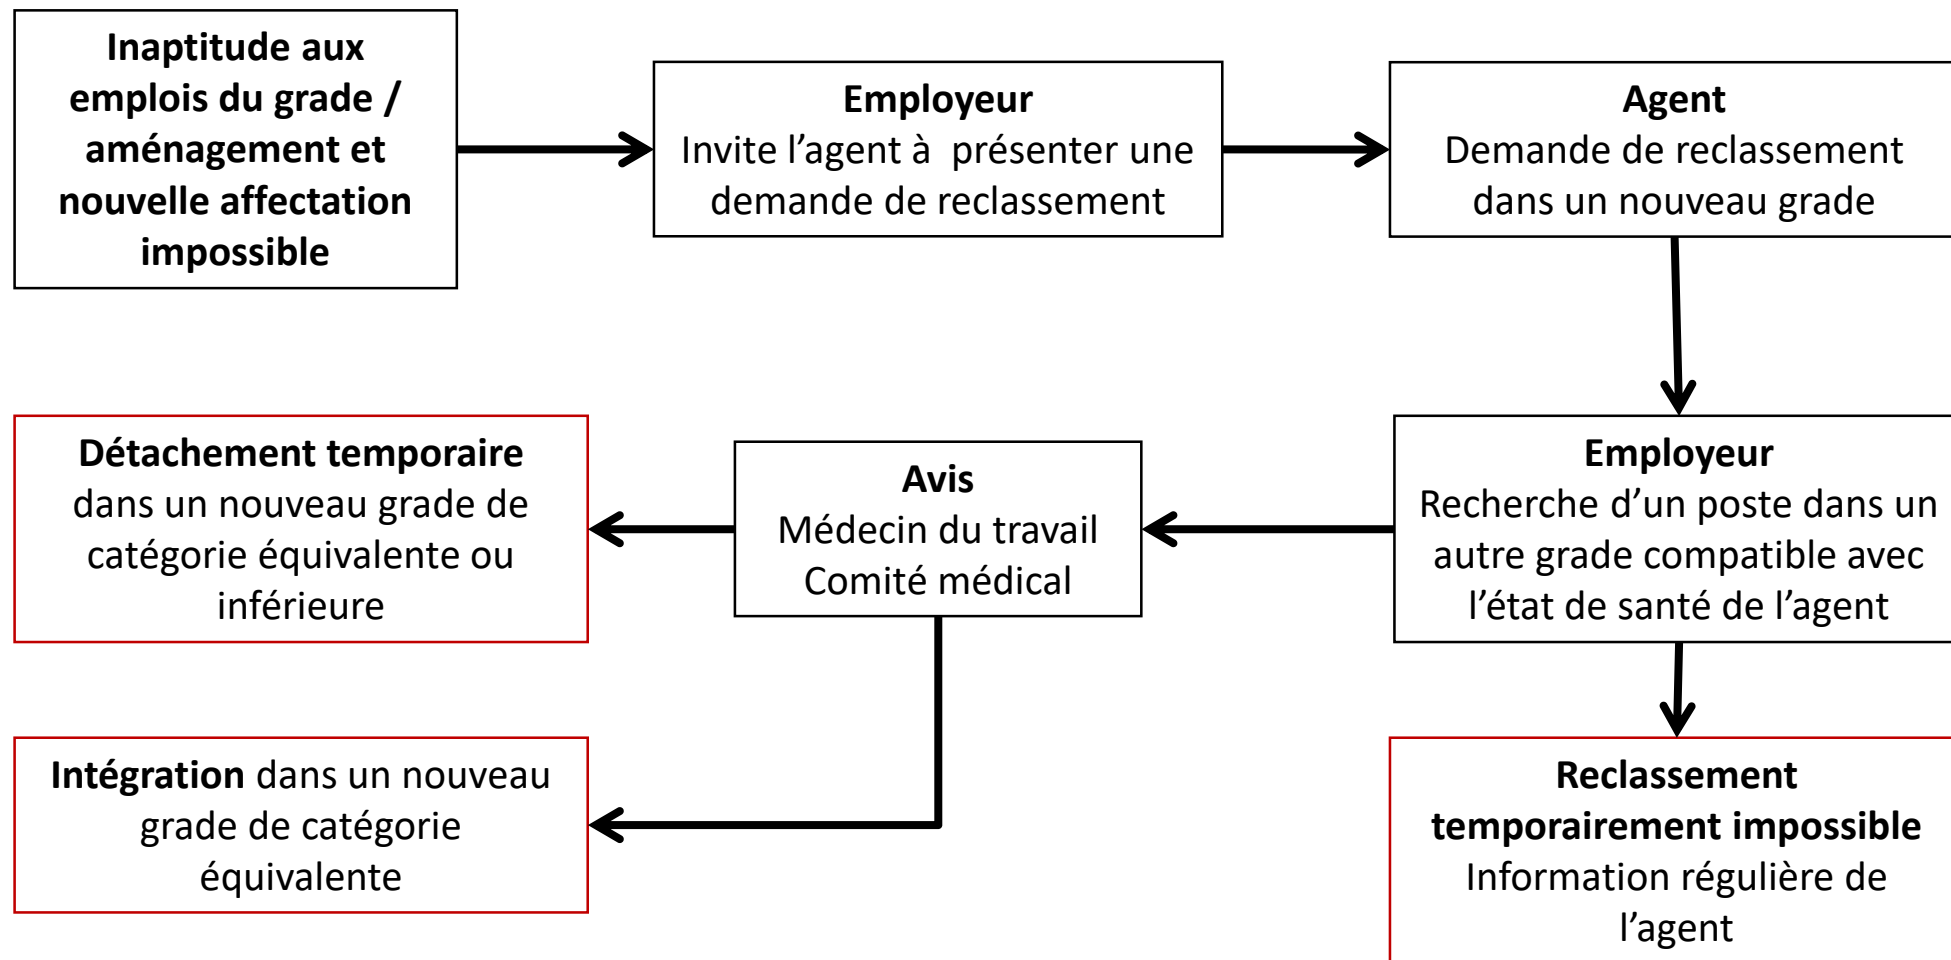 Inaptitude aux
emplois du grade /
aménagement et
nouvelle affectation
impossible
Employeur
Invite l’agent à  présenter une
demande de reclassement
Agent
Demande de reclassement
dans un nouveau grade
Employeur
Recherche d’un poste dans un
autre grade compatible avec
l’état de santé de l’agent
Avis
Médecin du travail
Comité médical
Détachement temporaire
dans un nouveau grade de
catégorie équivalente ou
inférieure
Intégration dans un nouveau
grade de catégorie
équivalente
Reclassement
temporairement impossible
Information régulière de
l’agent